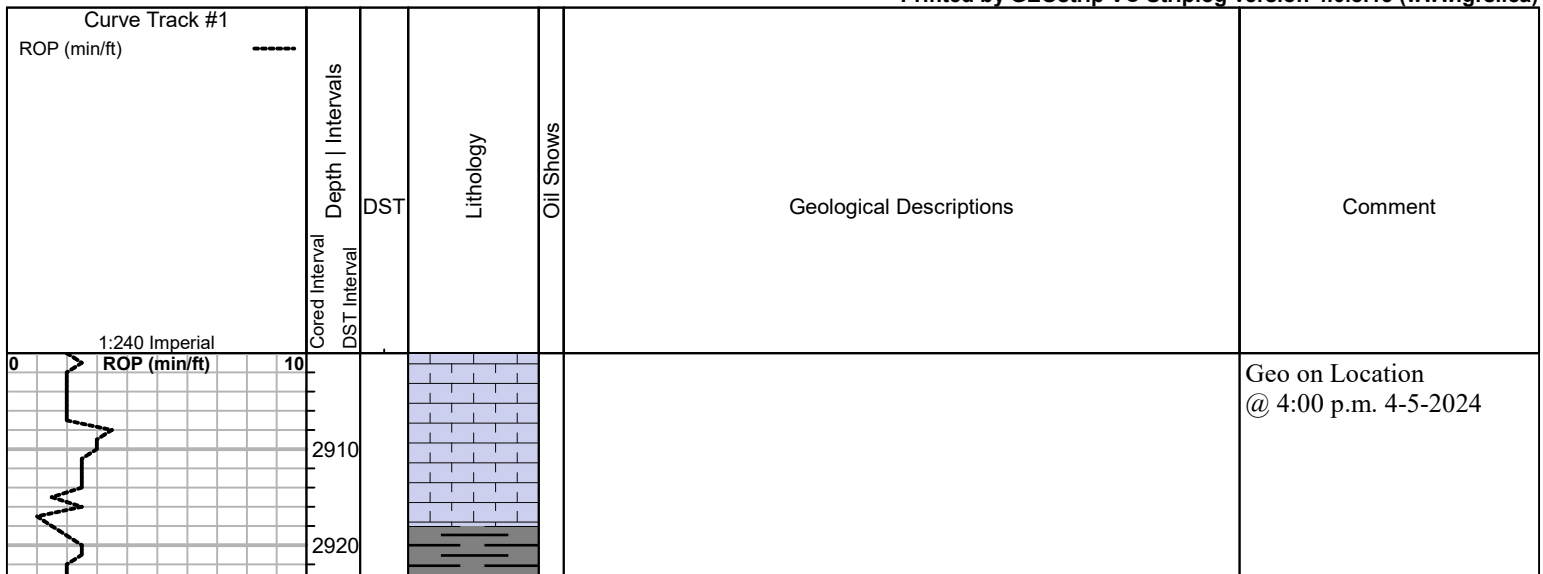 Curve Track #1
ROP (min/ft)
1:240 Imperial
Depth | Intervals
Cored Interval
DST Interval
DST
Lithology
Oil Shows
Geological Descriptions
Comment
0 ROP (min/ft) 10
Geo on Location
@ 4:00 p.m. 4-5-2024
2910
2920